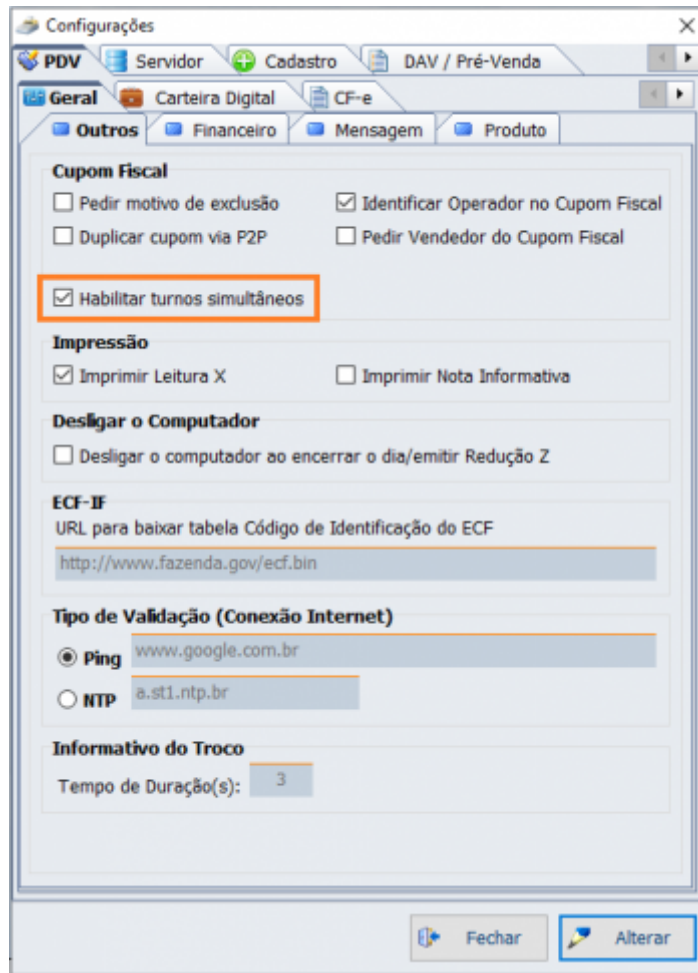 Configurações
PDV Servidor Cadastro DAV / Pré-Venda
Geral Carteira Digital CF-e
Outros Financeiro Mensagem Produto
Cupom Fiscal
Pedir motivo de exclusão Identificar Operador no Cupom Fiscal
Duplicar cupom via P2P Pedir Vendedor do Cupom Fiscal
Habilitar turnos simultâneos
Impressão
Imprimir Leitura X Imprimir Nota Informativa
Desligar o Computador
Desligar o computador ao encerrar o dia/emitir Redução Z
ECF-IF
URL para baixar tabela Código de Identificação do ECF
http://www.fazenda.gov/ecf.bin
Tipo de Validação (Conexão Internet)
Ping www.google.com.br
NTP a.st1.ntp.br
Informativo do Troco
Tempo de Duração(s): 3
Fechar Alterar